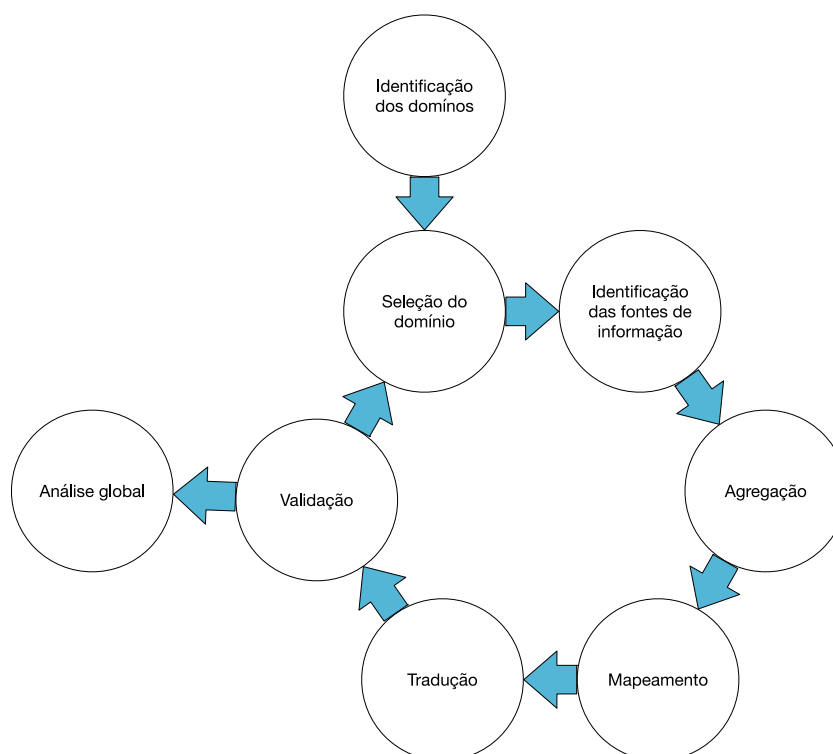 Identificação
dos domínos
Seleção do
domínio
Identificação
das fontes de
informação
Agregação
Mapeamento
Tradução
Validação
Análise global